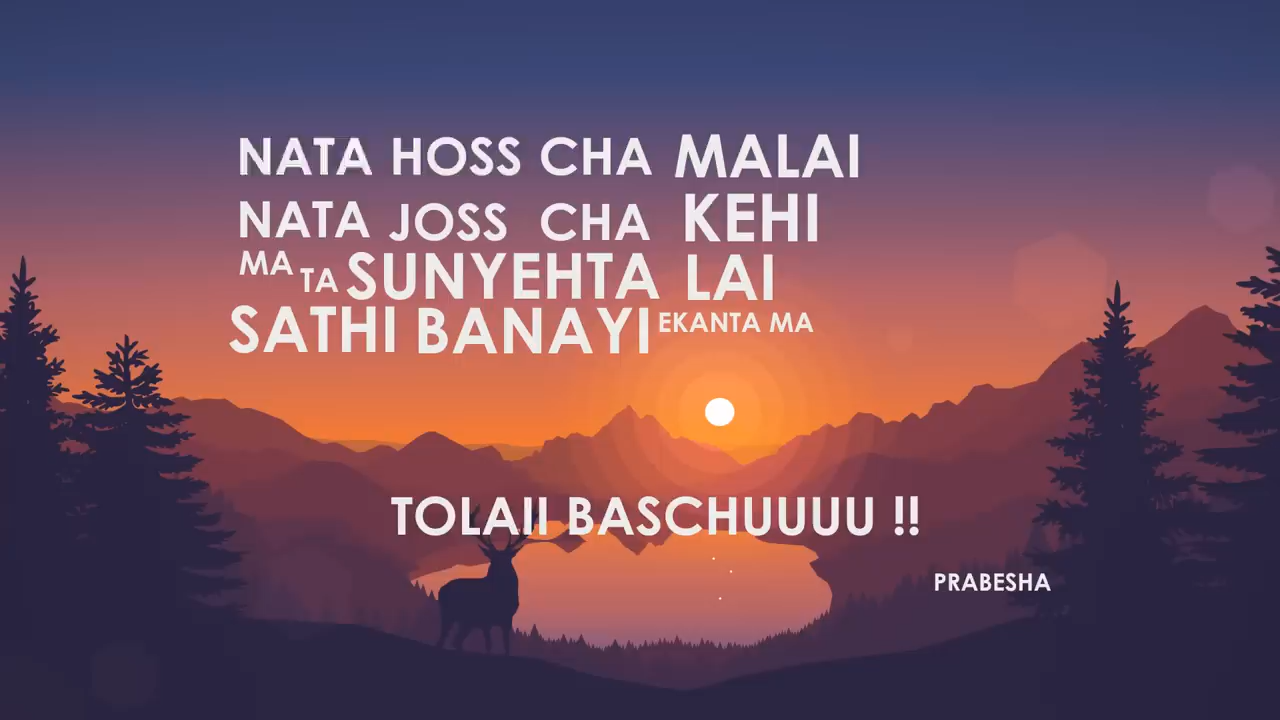 NATA HOSS CHA MALAI
NATA JOSS CHA KEHI
MA TA SUNYEHTA LAI
SATHI BANAYI EKANTA MA
TOLAII BASCHUUUU !!
PRABESHA